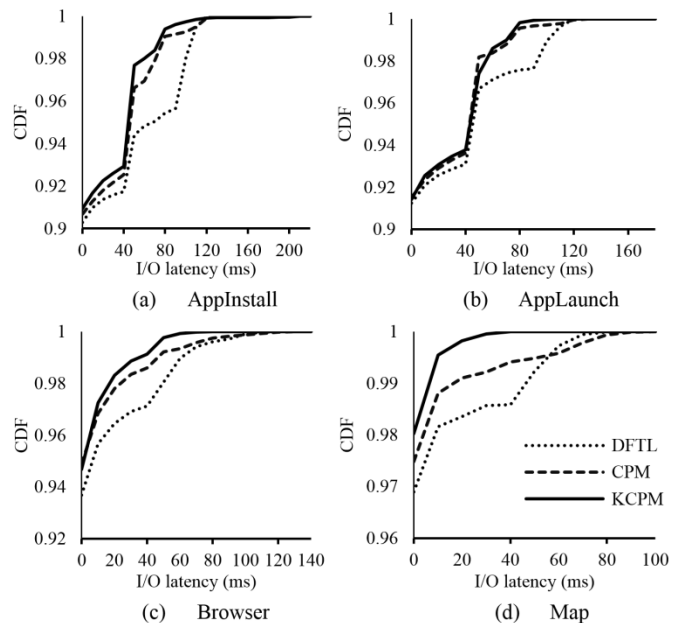 1
0.98
0.96
0.94
0.92
0.9
CDF
0 40 80 120 160 200
I/O latency (ms)
(a) AppInstall
1
0.98
0.96
0.94
0.92
0.9
CDF
0 40 80 120 160
I/O latency (ms)
(b) AppLaunch
1
0.98
0.96
0.94
0.92
CDF
0 20 40 60 80 100 120 140
I/O latency (ms)
(c) Browser
1
0.99
0.98
0.97
0.96
CDF
0 20 40 60 80 100
I/O latency (ms)
(d) Map
DFTL
CPM
KCPM